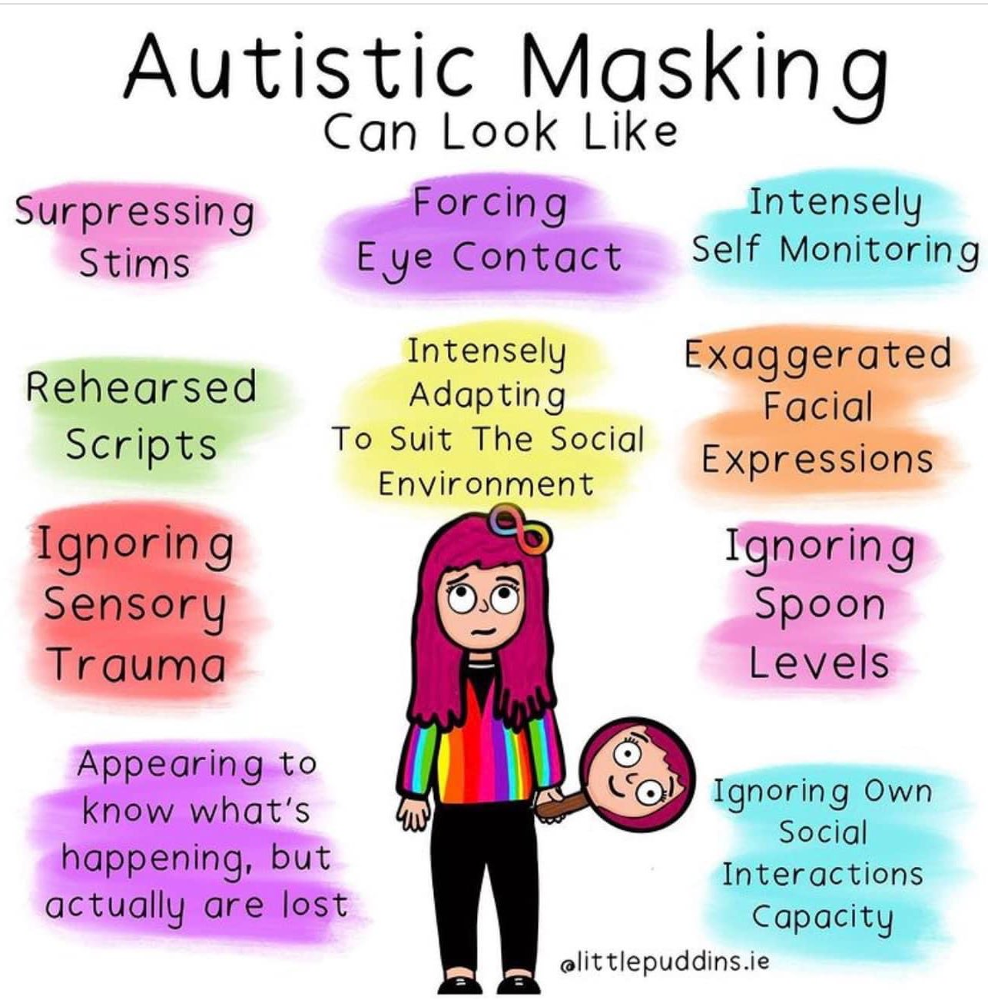 Autistic Masking
Can Look Like
Surpressing
Stims
Forcing
Eye Contact
Intensely
Self Monitoring
Rehearsed
Scripts
Intensely
Adapting
To Suit The Social
Environment
Exaggerated
Facial
Expressions
Ignoring
Sensory
Trauma
Ignoring
Spoon
Levels
Appearing to
know what's
happening, but
actually are lost
Ignoring Own
Social
Interactions
Capacity
@littlepuddins.ie